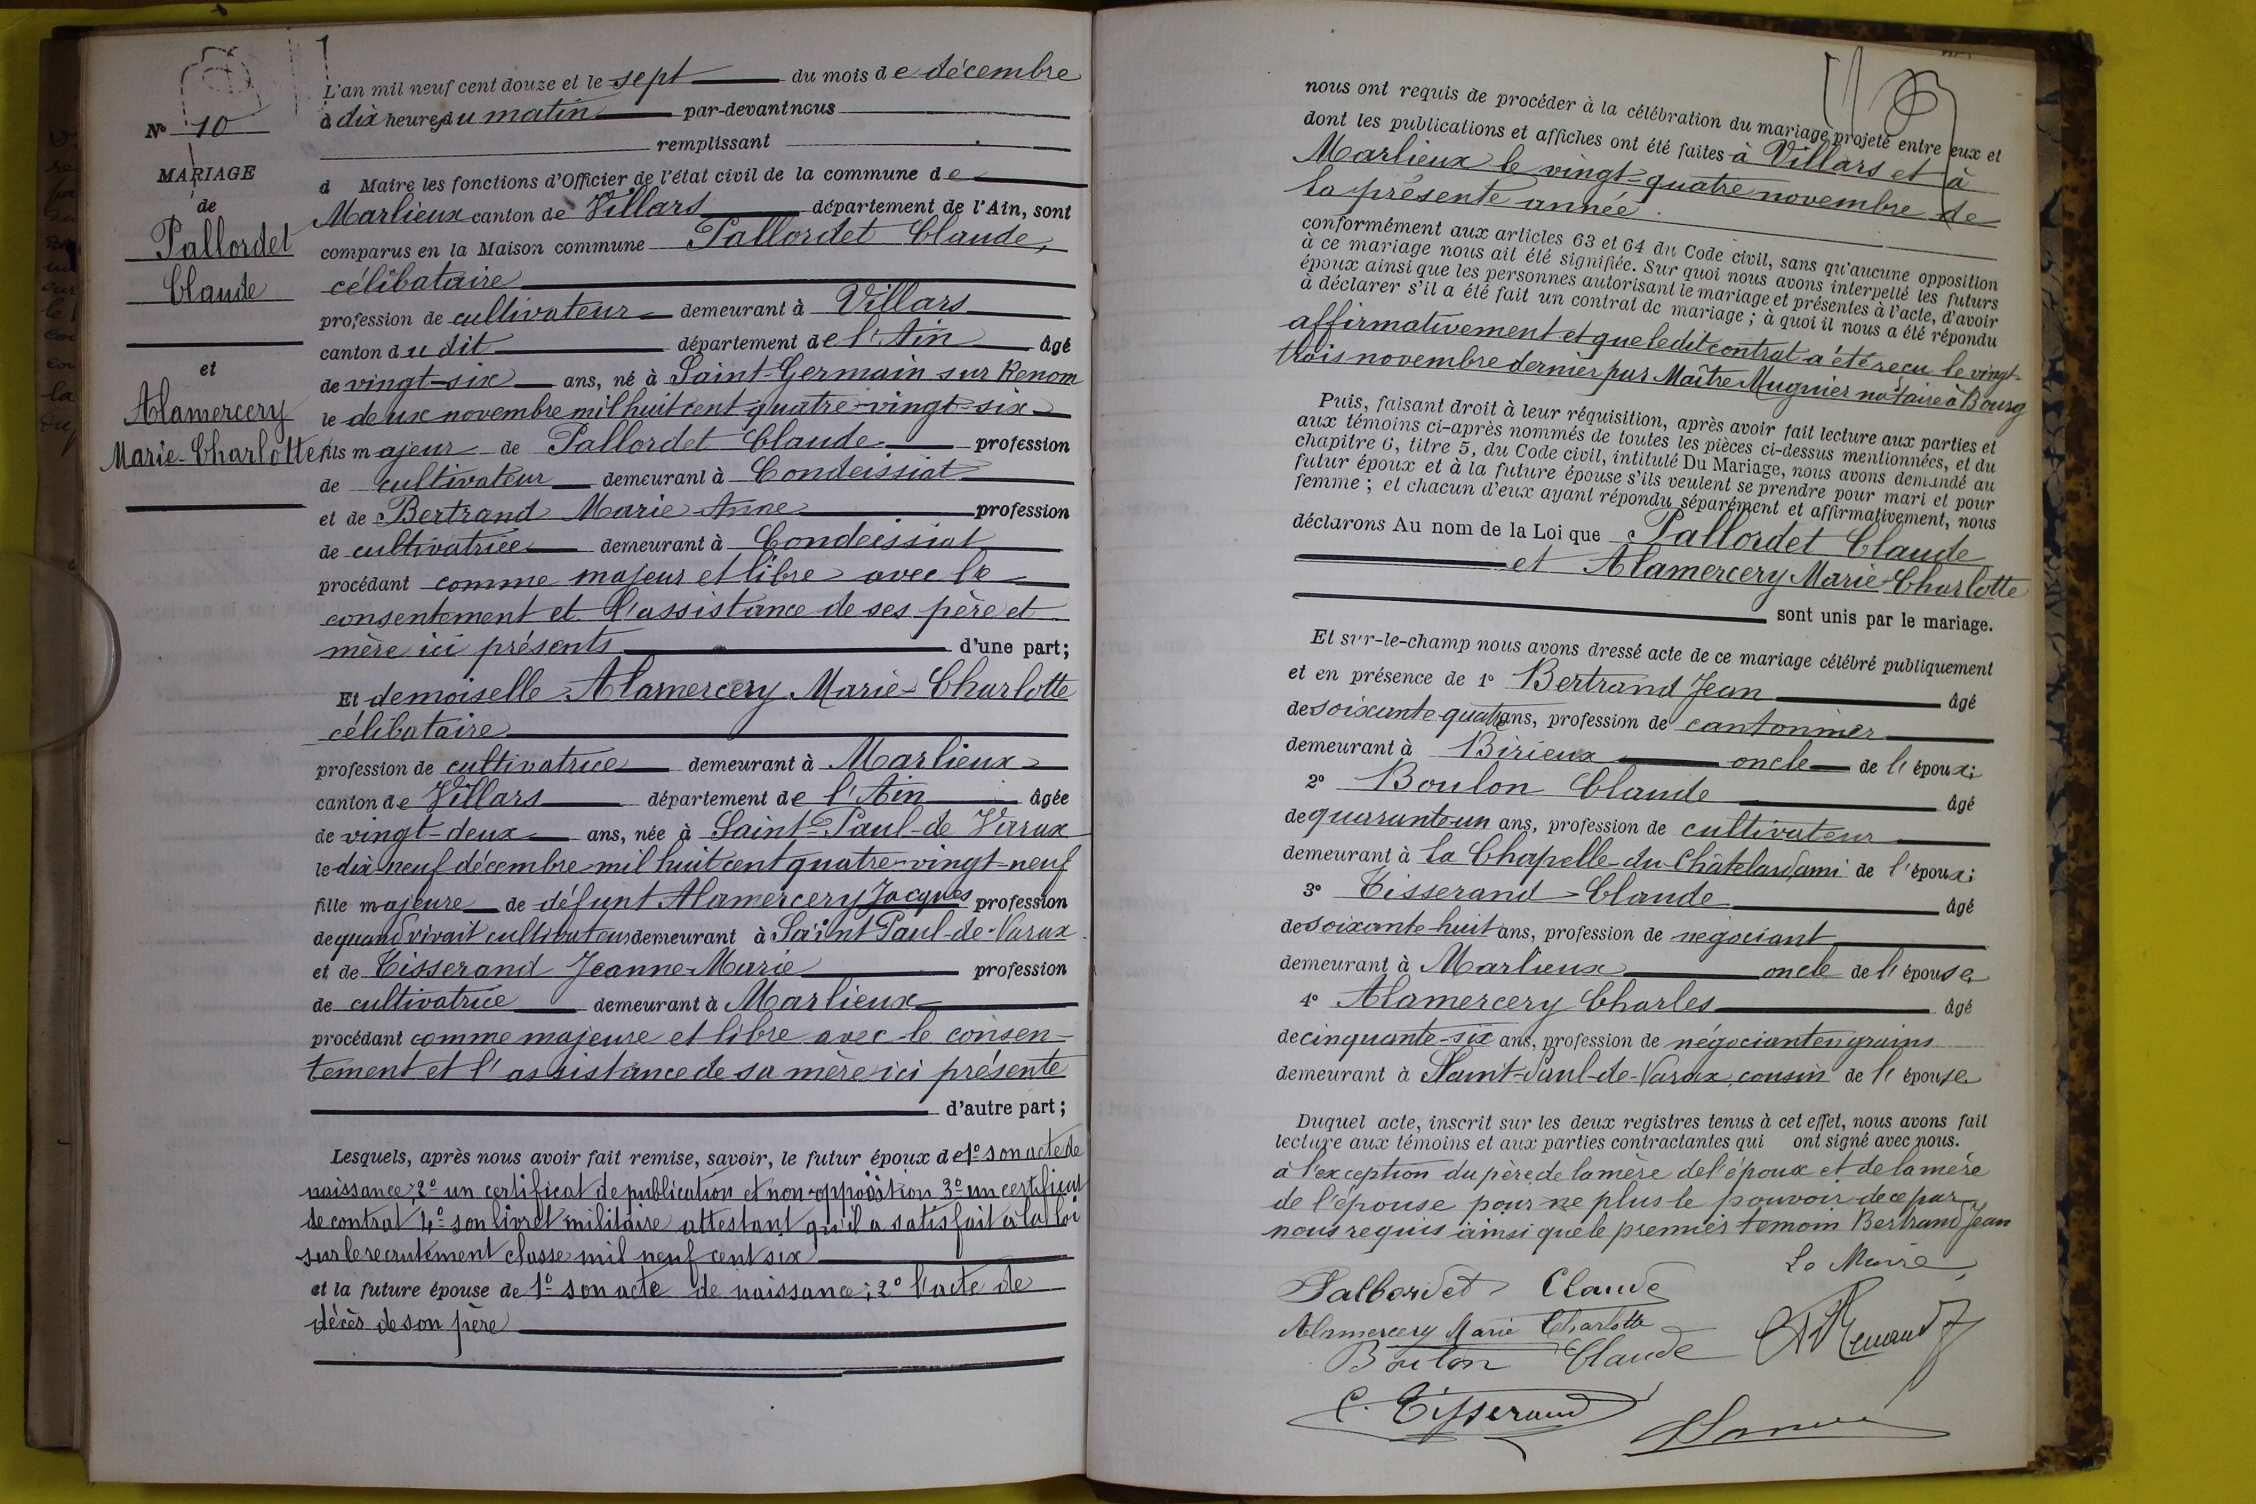 N° 10
MARIAGE
de
Pallordet
Claude
et
Alamercery
Marie-Charlotte
L'an mil neuf cent douze et le sept du mois de décembre
à dix heures du matin par-devant nous
remplissant
d Maire les fonctions d'Officier de l'état civil de la commune de
Marlieux canton de Villars département de l'Ain, sont
comparus en la Maison commune Pallordet Claude,
célibataire
profession de cultivateur demeurant à Villars
canton du dit département de l'Ain âgé
de vingt-six ans, né à Saint-Germain sur Renom
le deux novembre mil huit cent quatre-vingt-six
fils majeur de Pallordet Claude profession
de cultivateur demeurant à Condeissiat
et de Bertrand Marie Anne profession
de cultivatrice demeurant à Condeissiat
procédant comme majeur et libre avec le
consentement et l'assistance de ses père et
mère ici présents d'une part;
Et demoiselle Alamercery Marie-Charlotte
célibataire
profession de cultivatrice demeurant à Marlieux
canton de Villars département de l'Ain âgée
de vingt-deux ans, née à Saint-Paul-de Varax
le dix-neuf décembre mil huit cent quatre-vingt-neuf
fille majeure de défunt Alamercery Jacques profession
de quand vivait cultivateur demeurant à Saint Paul-de-Varax
et de Tisserand Jeanne-Marie profession
de cultivatrice demeurant à Marlieux
procédant comme majeure et libre avec le consen-
tement et l'assistance de sa mère ici présente
d'autre part;
Lesquels, après nous avoir fait remise, savoir, le futur époux de 1° son acte de
naissance; 2° un certificat de publication et non-opposition 3° un certificat
de contrat 4° son livret militaire attestant qu'il a satisfait à la loi
sur le recrutement classe mil neuf cent six
et la future épouse de 1° son acte de naissance; 2° l'acte de
décès de son père
nous ont requis de procéder à la célébration du mariage projeté entre eux et
dont les publications et affiches ont été faites à Villars et à
Marlieux le vingt-quatre novembre de
la présente année
conformément aux articles 63 et 64 du Code civil, sans qu'aucune opposition
à ce mariage nous ait été signifiée. Sur quoi nous avons interpellé les futurs
époux ainsi que les personnes autorisant le mariage et présentes à l'acte, d'avoir
à déclarer s'il a été fait un contrat de mariage; à quoi il nous a été répondu
affirmativement et que le dit contrat a été reçu le vingt-
trois novembre dernier par Maître Mugnier notaire à Bourg
Puis, faisant droit à leur réquisition, après avoir fait lecture aux parties et
aux témoins ci-après nommés de toutes les pièces ci-dessus mentionnées, et du
chapitre 6, titre 5, du Code civil, intitulé Du Mariage, nous avons demandé au
futur époux et à la future épouse s'ils veulent se prendre pour mari et pour
femme; et chacun d'eux ayant répondu séparément et affirmativement, nous
déclarons Au nom de la Loi que Pallordet Claude
et Alamercery Marie-Charlotte
sont unis par le mariage.
Et sur-le-champ nous avons dressé acte de ce mariage célébré publiquement
et en présence de 1° Bertrand Jean âgé
de soixante quatre ans, profession de cantonnier
demeurant à Birieux oncle de l'époux;
2° Boulon Claude âgé
de quarante-un ans, profession de cultivateur
demeurant à la Chapelle-du-Châtelard ami de l'époux;
3° Tisserand Claude âgé
de soixante-huit ans, profession de négociant
demeurant à Marlieux oncle de l'épouse
4° Alamercery Charles âgé
de cinquante-six ans, profession de négociant en grains
demeurant à Saint-Paul-de-Varax, cousin de l'épouse
Duquel acte, inscrit sur les deux registres tenus à cet effet, nous avons fait
lecture aux témoins et aux parties contractantes qui ont signé avec nous.
à l'exception du père, de la mère de l'époux et de la mère
de l'épouse pour ne plus le pouvoir de ce par
nous requis ainsi que le premier témoin Bertrand Jean
Le Maire,
Pallordet Claude
Alamercery Marie Charlotte
Boulon Claude
C. Tisserand